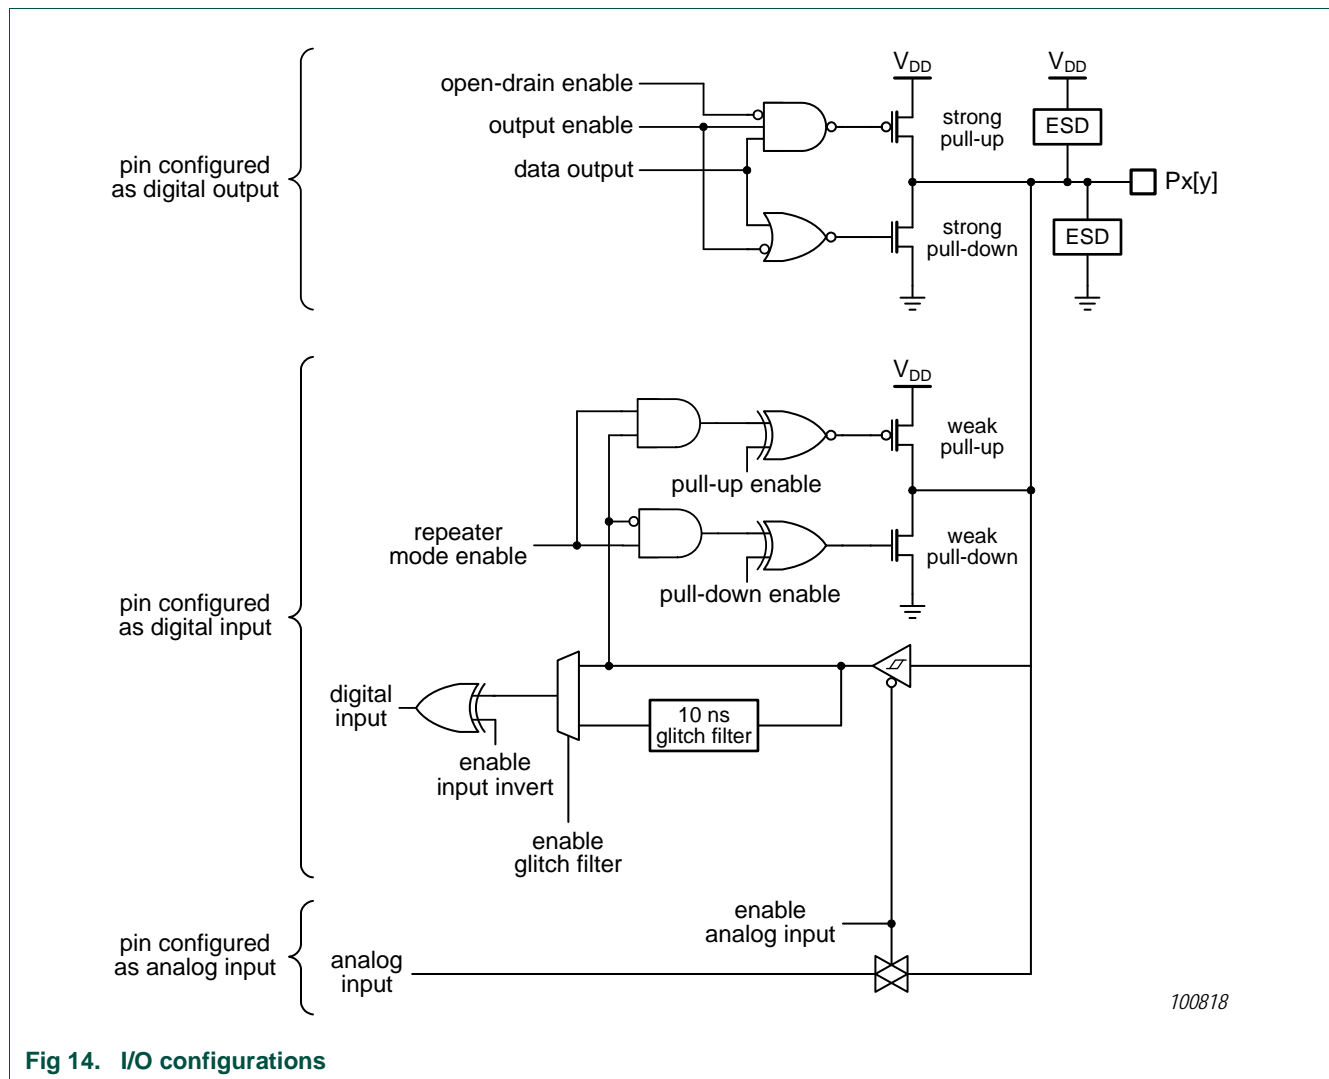 V_DD
V_DD
open-drain enable
output enable
data output
strong
pull-up
ESD
Px[y]
pin configured
as digital output
strong
pull-down
ESD
V_DD
weak
pull-up
pull-up enable
repeater
mode enable
weak
pull-down
pull-down enable
pin configured
as digital input
digital
input
10 ns
glitch filter
enable
input invert
enable
glitch filter
enable
analog input
pin configured
as analog input
analog
input
100818
Fig 14. I/O configurations